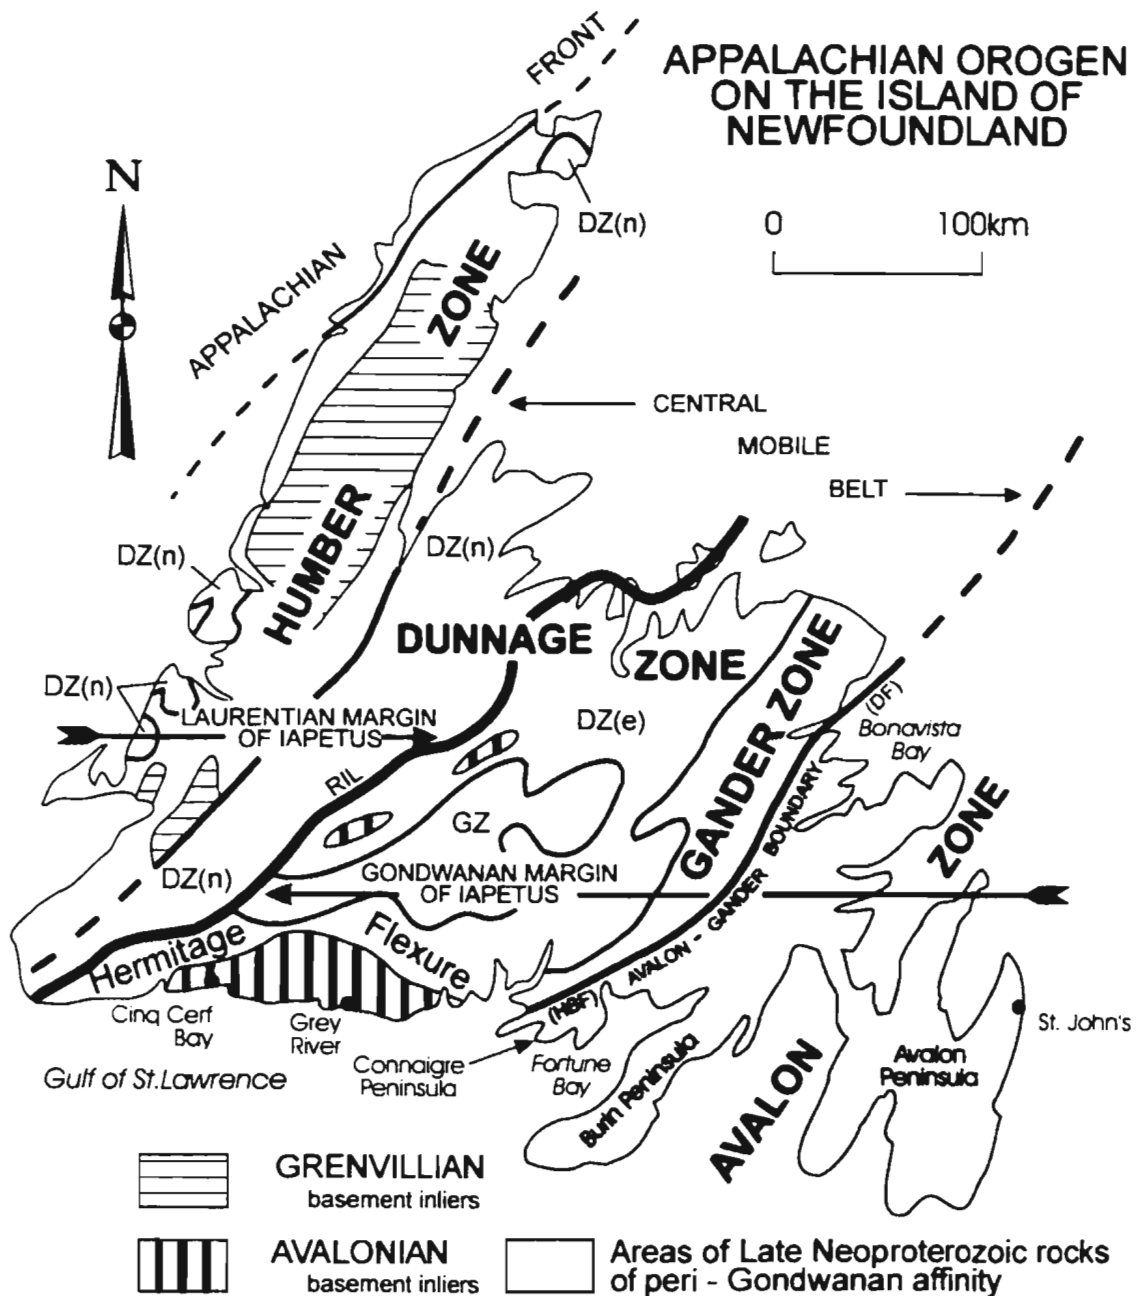 APPALACHIAN OROGEN
ON THE ISLAND OF
NEWFOUNDLAND
FRONT
N
DZ(n)
0 100km
ZONE
APPALACHIAN
CENTRAL
MOBILE
BELT
HUMBER
DZ(n)
DZ(n)
DUNNAGE
ZONE
GANDER ZONE
DZ(n)
LAURENTIAN MARGIN
OF IAPETUS
DZ(e)
(DF)
Bonavista
Bay
RIL
GZ
AVALON - GANDER BOUNDARY
ZONE
DZ(n)
GONDWANAN MARGIN
OF IAPETUS
Hermitage
Flexure
(HBF)
Cinq Cerf
Bay
Grey
River
Connaigre
Peninsula
Fortune
Bay
Burin Peninsula
AVALON
Avalon
Peninsula
St. John's
Gulf of St.Lawrence
GRENVILLIAN
basement inliers
AVALONIAN
basement inliers
Areas of Late Neoproterozoic rocks
of peri - Gondwanan affinity